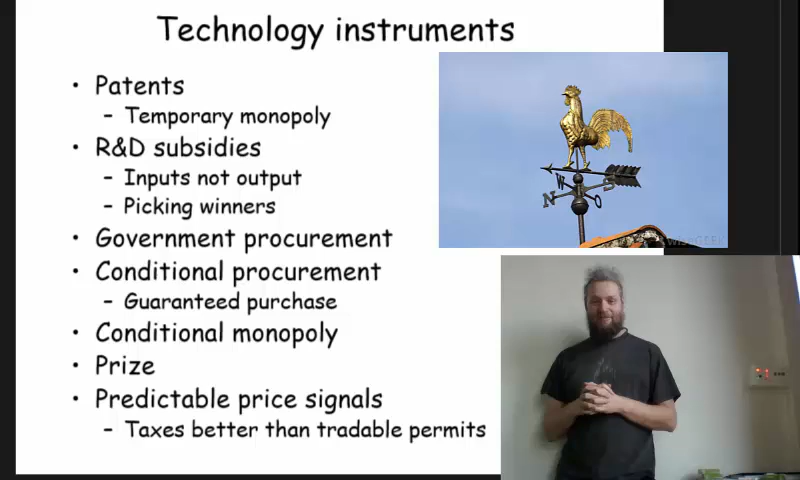 Technology instruments
• Patents
– Temporary monopoly
• R&D subsidies
– Inputs not output
– Picking winners
• Government procurement
• Conditional procurement
– Guaranteed purchase
• Conditional monopoly
• Prize
• Predictable price signals
– Taxes better than tradable permits
N
W
S
O